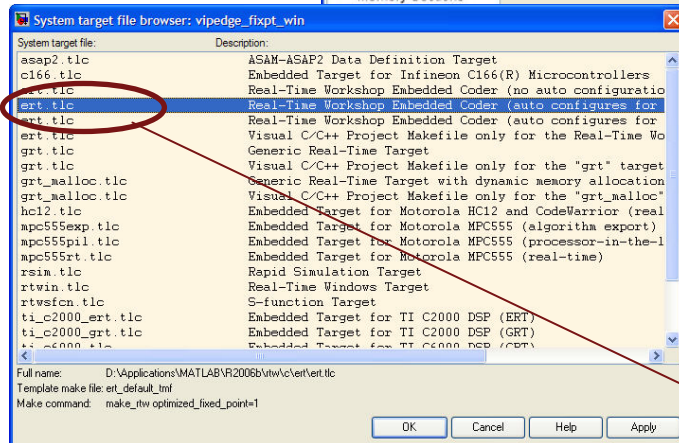 System target file browser: vipedge_fixpt_win
System target file: Description:
asap2.tlc ASAM-ASAP2 Data Definition Target
c166.tlc Embedded Target for Infineon C166(R) Microcontrollers
ert.tlc Real-Time Workshop Embedded Coder (no auto configuratio
ert.tlc Real-Time Workshop Embedded Coder (auto configures for
ert.tlc Real-Time Workshop Embedded Coder (auto configures for
ert.tlc Visual C/C++ Project Makefile only for the Real-Time Wo
grt.tlc Generic Real-Time Target
grt.tlc Visual C/C++ Project Makefile only for the "grt" target
grt_malloc.tlc Generic Real-Time Target with dynamic memory allocation
grt_malloc.tlc Visual C/C++ Project Makefile only for the "grt_malloc"
hc12.tlc Embedded Target for Motorola HC12 and CodeWarrior (real
mpc555exp.tlc Embedded Target for Motorola MPC555 (algorithm export)
mpc555pil.tlc Embedded Target for Motorola MPC555 (processor-in-the-l
mpc555rt.tlc Embedded Target for Motorola MPC555 (real-time)
rsim.tlc Rapid Simulation Target
rtwin.tlc Real-Time Windows Target
rtwsfcn.tlc S-function Target
ti_c2000_ert.tlc Embedded Target for TI C2000 DSP (ERT)
ti_c2000_grt.tlc Embedded Target for TI C2000 DSP (GRT)
Full name: D:\Applications\MATLAB\R2006b\rtw\c\ert\ert.tlc
Template make file: ert_default_tmf
Make command: make_rtw optimized_fixed_point=1
OK Cancel Help Apply